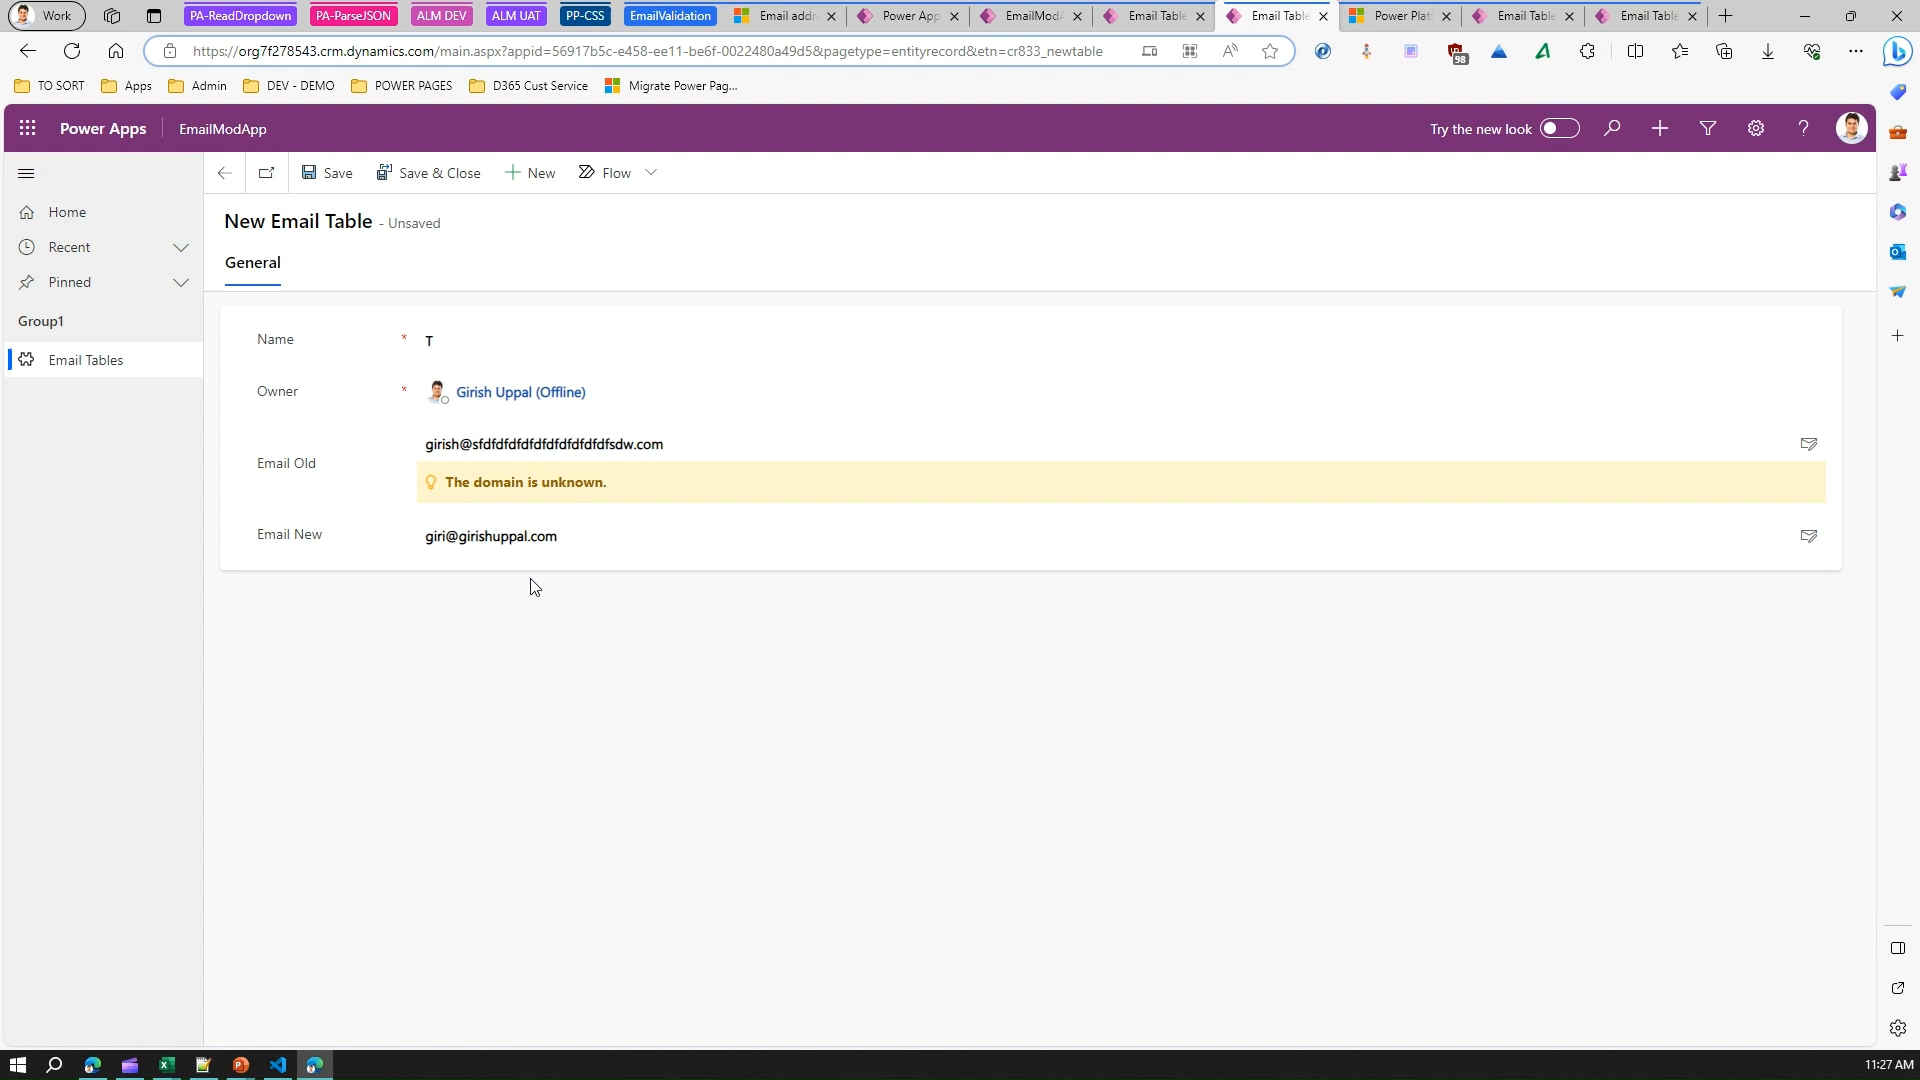 Work
PA-ReadDropdown
PA-ParseJSON
ALM DEV
ALM UAT
PP-CSS
EmailValidation
Email addr
Power App
EmailMod
Email Table
Email Table
Power Plat
Email Table
Email Table
https://org7f278543.crm.dynamics.com/main.aspx?appid=56917b5c-e458-ee11-be6f-0022480a49d5&pagetype=entityrecord&etn=cr833_newtable
98
TO SORT
Apps
Admin
DEV - DEMO
POWER PAGES
D365 Cust Service
Migrate Power Pag...
Power Apps
EmailModApp
Try the new look
Save
Save & Close
New
Flow
New Email Table - Unsaved
General
Home
Recent
Pinned
Group1
Email Tables
Name * T
Owner * Girish Uppal (Offline)
Email Old
The domain is unknown.
Email New giri@girishuppal.com
11:27 AM